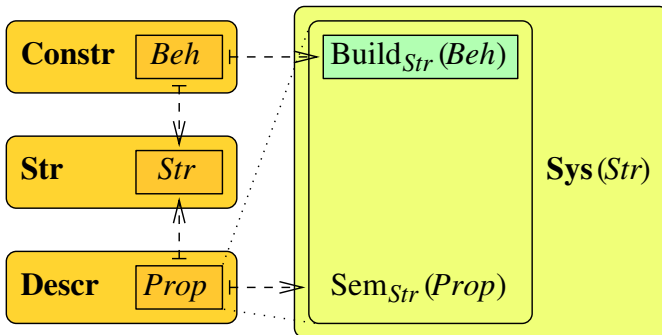 Constr Beh Build_Str(Beh)
Str Str Sys(Str)
Descr Prop Sem_Str(Prop)